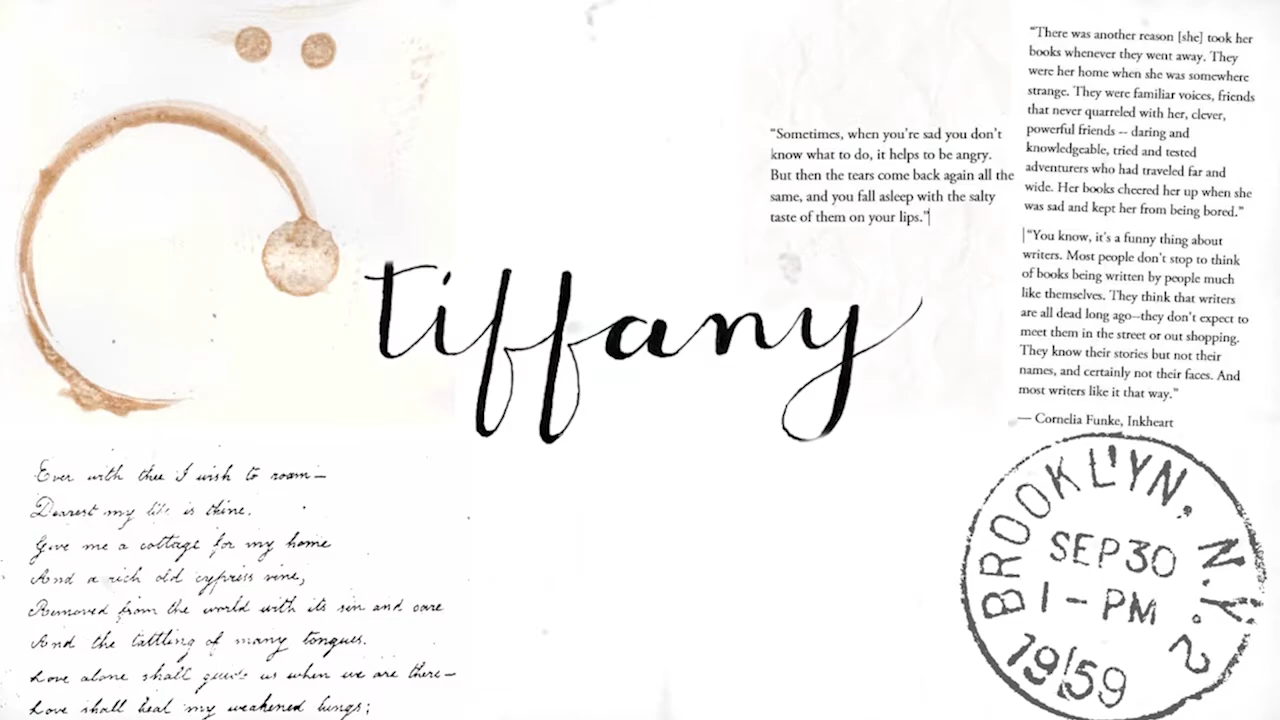 “There was another reason [she] took her
books whenever they went away. They
were her home when she was somewhere
strange. They were familiar voices, friends
that never quarreled with her, clever,
powerful friends -- daring and
knowledgeable, tried and tested
adventurers who had traveled far and
wide. Her books cheered her up when she
was sad and kept her from being bored.”
“Sometimes, when you’re sad you don’t
know what to do, it helps to be angry.
But then the tears come back again all the
same, and you fall asleep with the salty
taste of them on your lips.”
“You know, it’s a funny thing about
writers. Most people don’t stop to think
of books being written by people much
like themselves. They think that writers
are all dead long ago--they don’t expect to
meet them in the street or out shopping.
They know their stories but not their
names, and certainly not their faces. And
most writers like it that way.”
— Cornelia Funke, Inkheart
tiffany
Ever with thee I wish to roam—
Dearest my life is thine.
Give me a cottage for my home
And a rich old cypress vine,
Removed from the world with its sin and care
And the tattling of many tongues.
Love alone shall guide us when we are there—
Love shall heal my weakened lungs;
BROOKLYN, N.Y. 2
SEP 30
1 - PM
1959